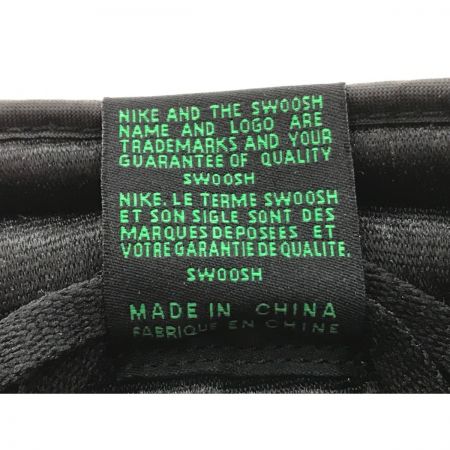 NIKE AND THE SWOOSH
NAME AND LOGO ARE
TRADEMARKS AND YOUR
GUARANTEE OF QUALITY
SWOOSH
NIKE. LE TERME SWOOSH
ET SON SIGLE SONT DES
MARQUES DEPOSEES ET
VOTRE GARANTIE DE QUALITE.
SWOOSH
MADE IN CHINA
FABRIQUE EN CHINE